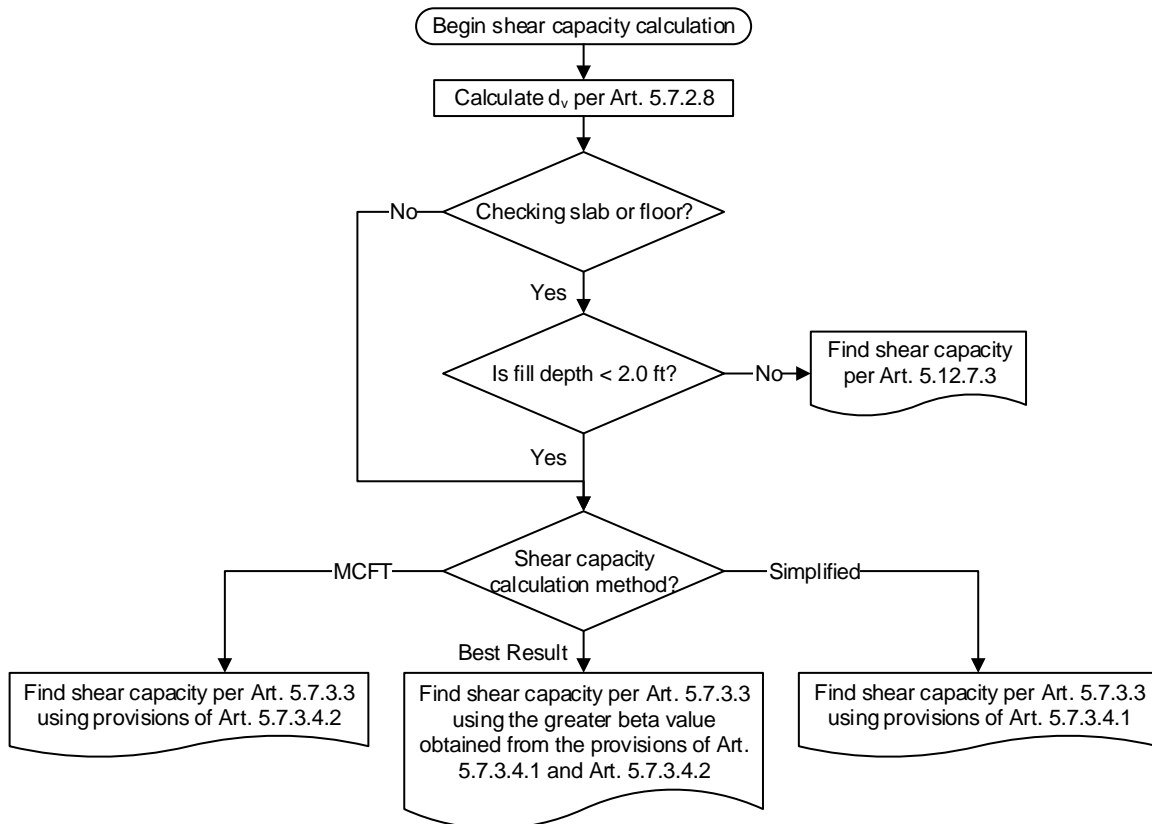 Begin shear capacity calculation
Calculate dᵥ per Art. 5.7.2.8
No
Checking slab or floor?
Yes
Is fill depth < 2.0 ft?
No
Find shear capacity
per Art. 5.12.7.3
Yes
MCFT
Shear capacity
calculation method?
Simplified
Best Result
Find shear capacity per Art. 5.7.3.3
using provisions of Art. 5.7.3.4.2
Find shear capacity per Art. 5.7.3.3
using the greater beta value
obtained from the provisions of Art.
5.7.3.4.1 and Art. 5.7.3.4.2
Find shear capacity per Art. 5.7.3.3
using provisions of Art. 5.7.3.4.1